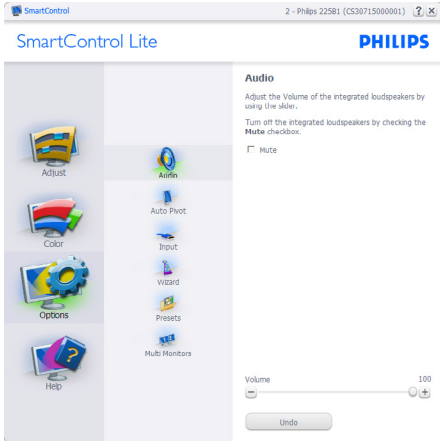 SmartControl
2 - Philips 225B1 (CS30715000001)
SmartControl Lite
PHILIPS
Adjust
Color
Options
Help
Audio
Auto Pivot
Input
Wizard
Presets
Multi Monitors
Audio
Adjust the Volume of the integrated loudspeakers by
using the slider.
Turn off the integrated loudspeakers by checking the
Mute checkbox.
Mute
Volume 100
Undo